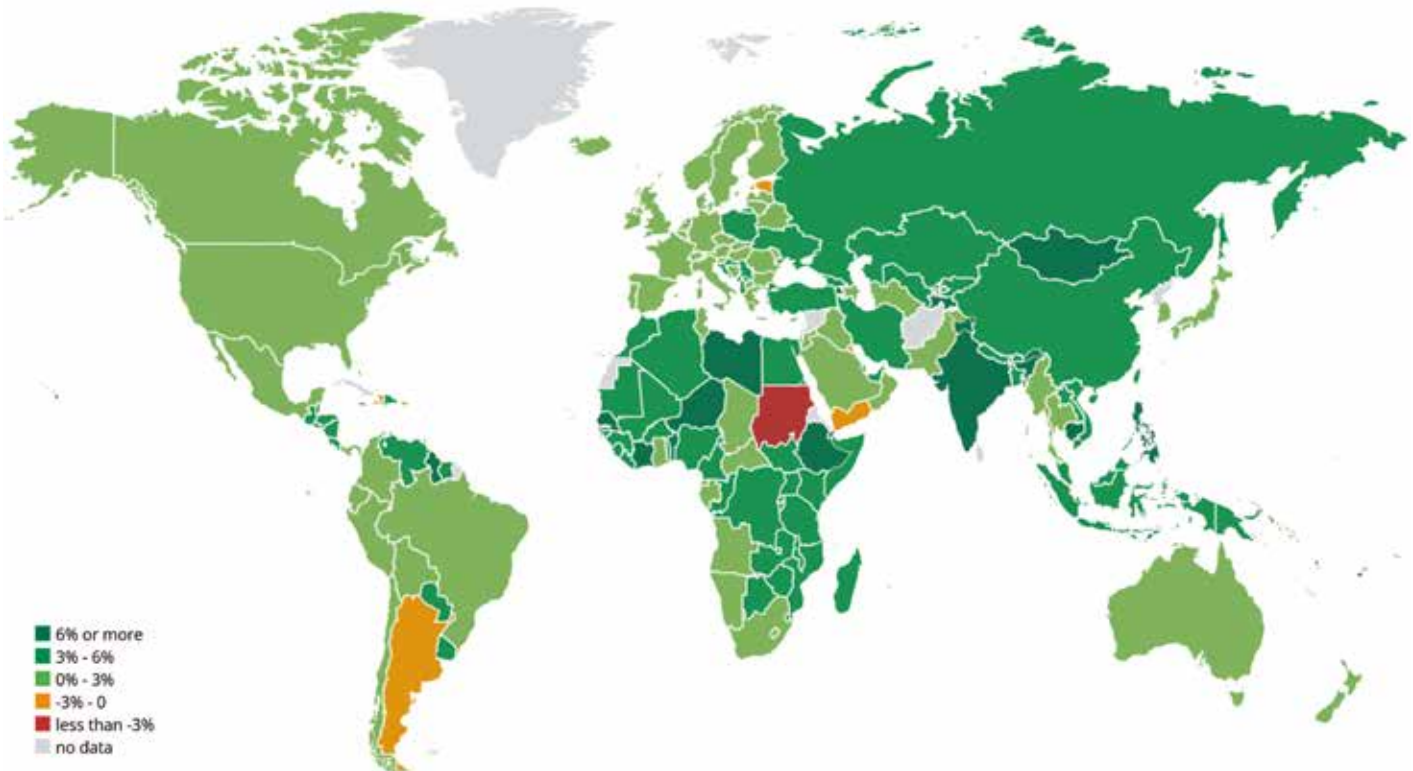 6% or more
3% - 6%
0% - 3%
-3% - 0
less than -3%
no data